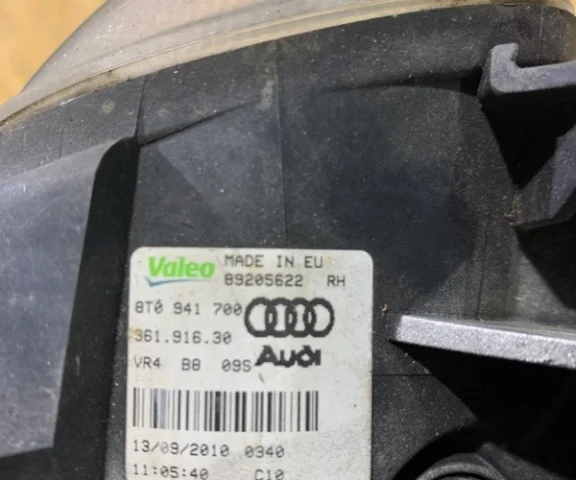 Valeo MADE IN EU
89205622 RH
8T0 941 700
961.916.30
VR4 B8 09S Audi
13/09/2010 0340
11:05:40 C10